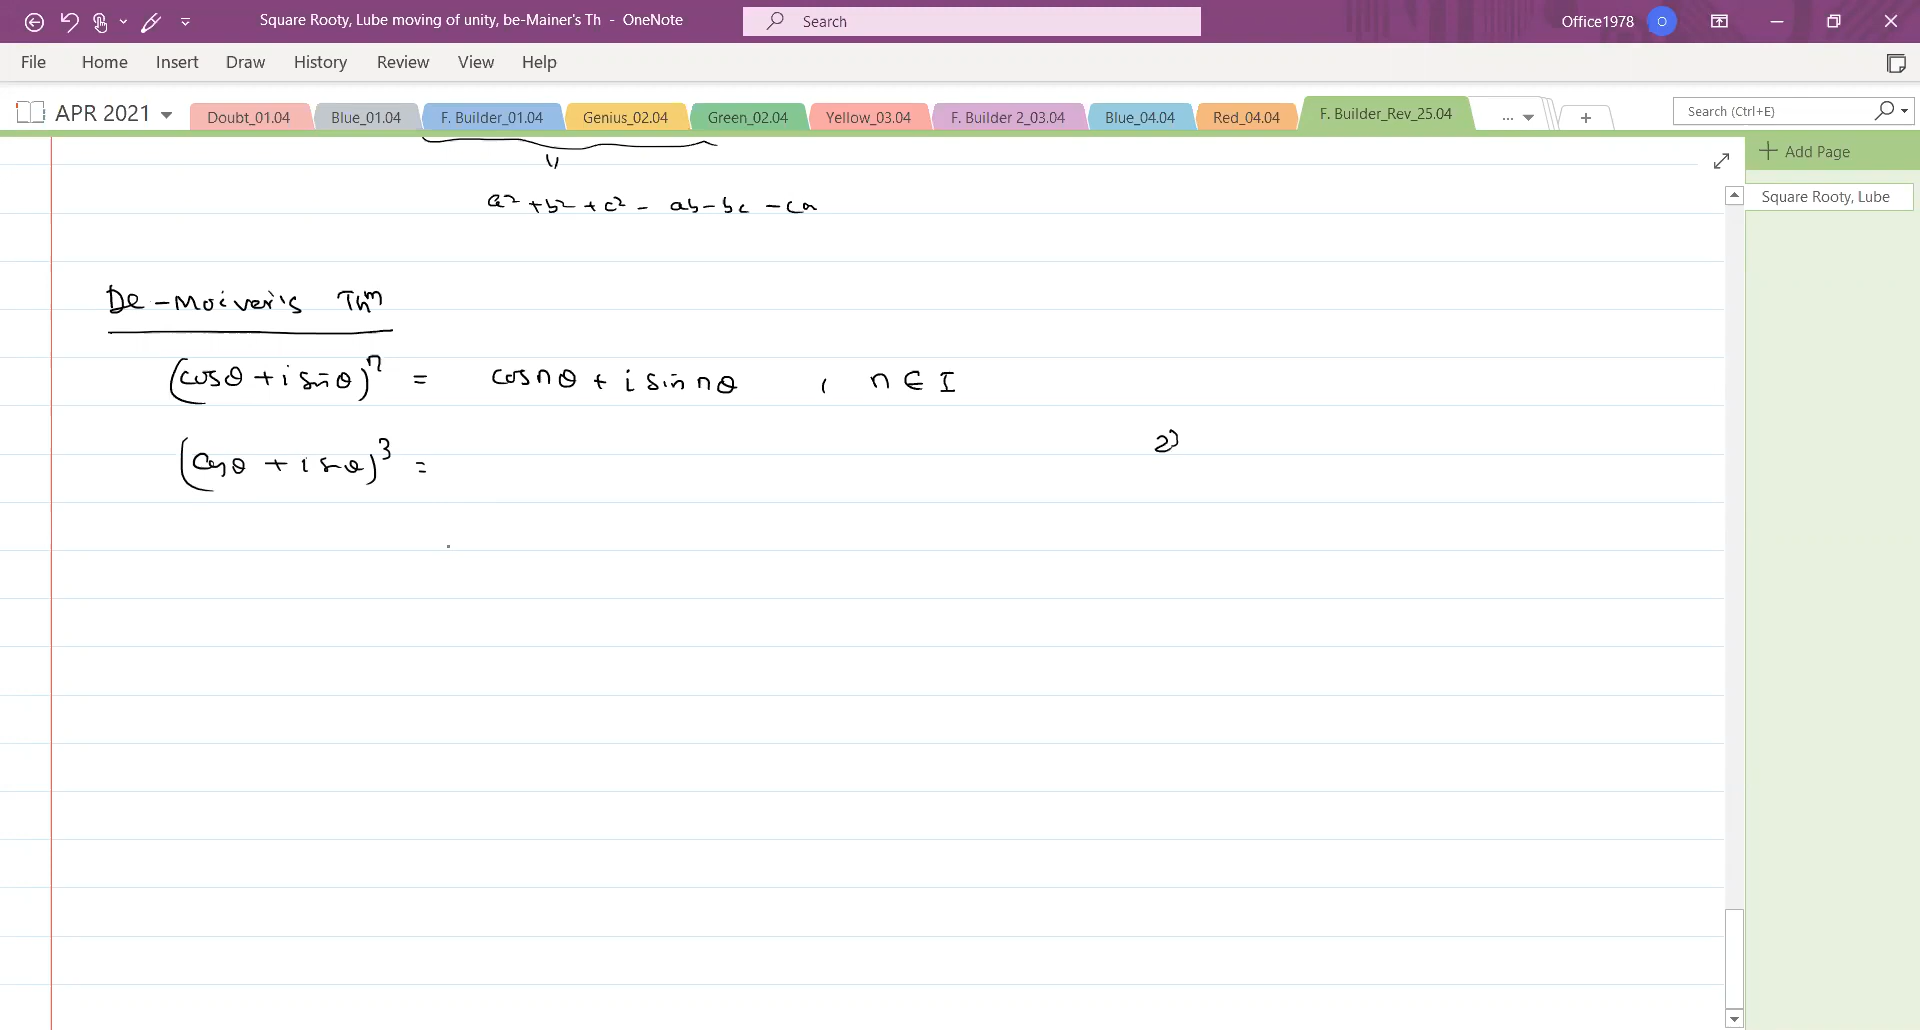 Square Rooty, Lube moving of unity, be-Mainer's Th - OneNote
Search
Office1978
O
File Home Insert Draw History Review View Help
APR 2021
Doubt_01.04 Blue_01.04 F. Builder_01.04 Genius_02.04 Green_02.04 Yellow_03.04 F. Builder 2_03.04 Blue_04.04 Red_04.04 F. Builder_Rev_25.04 ... +
Search (Ctrl+E)
+ Add Page
Square Rooty, Lube
a² + b² + c² - ab - bc - ca
De-Moiver's Thm
(cosθ + i sinθ)ⁿ = cosnθ + i sin nθ , n ∈ I
(cosθ + i sinθ)³ =